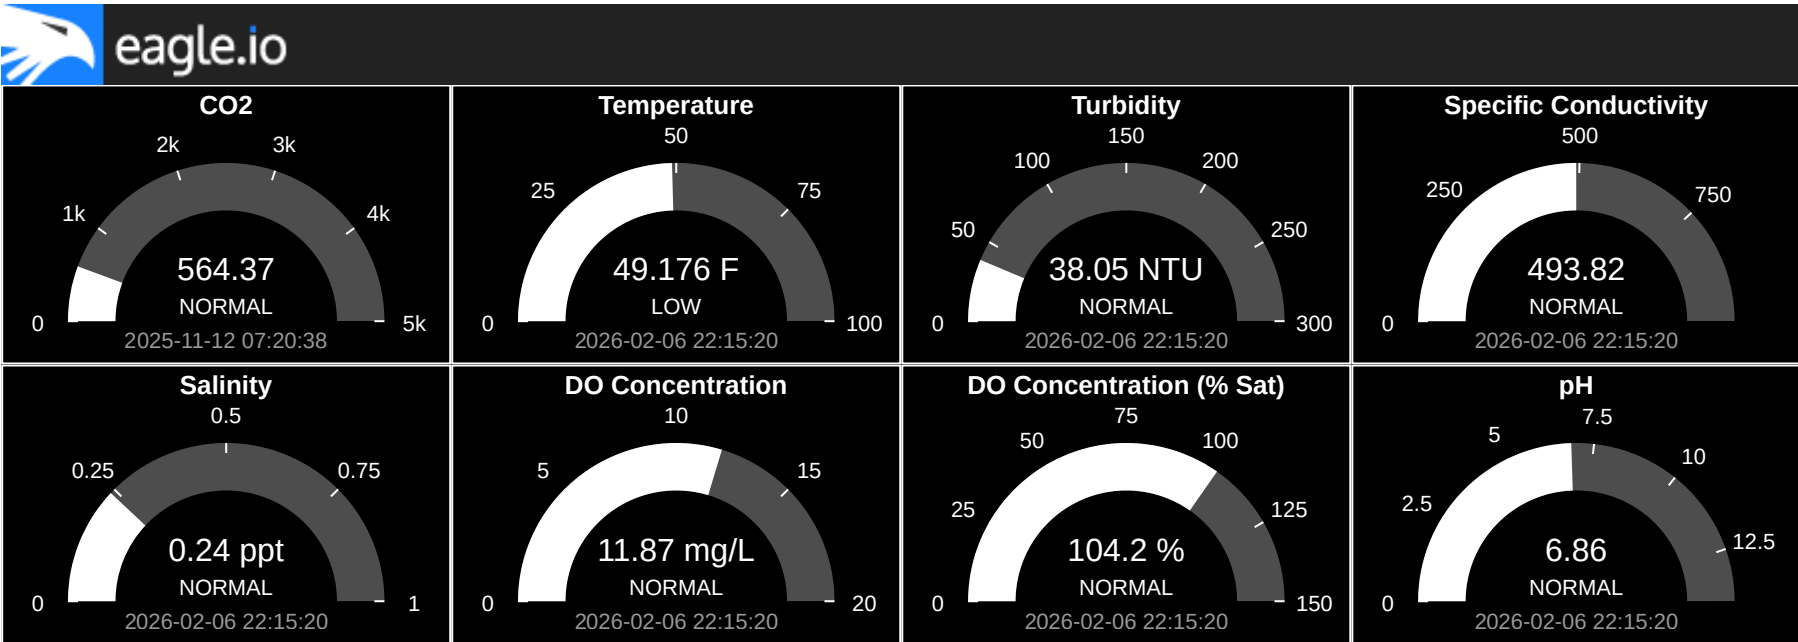 eagle.io
CO2
2k
3k
1k
4k
0
5k
564.37
NORMAL
2025-11-12 07:20:38
Temperature
50
25
75
0
100
49.176 F
LOW
2026-02-06 22:15:20
Turbidity
150
100
200
50
250
0
300
38.05 NTU
NORMAL
2026-02-06 22:15:20
Specific Conductivity
500
250
750
0
493.82
NORMAL
2026-02-06 22:15:20
Salinity
0.5
0.25
0.75
0
1
0.24 ppt
NORMAL
2026-02-06 22:15:20
DO Concentration
10
5
15
0
20
11.87 mg/L
NORMAL
2026-02-06 22:15:20
DO Concentration (% Sat)
75
50
100
25
125
0
150
104.2 %
NORMAL
2026-02-06 22:15:20
pH
7.5
5
10
2.5
12.5
0
6.86
NORMAL
2026-02-06 22:15:20